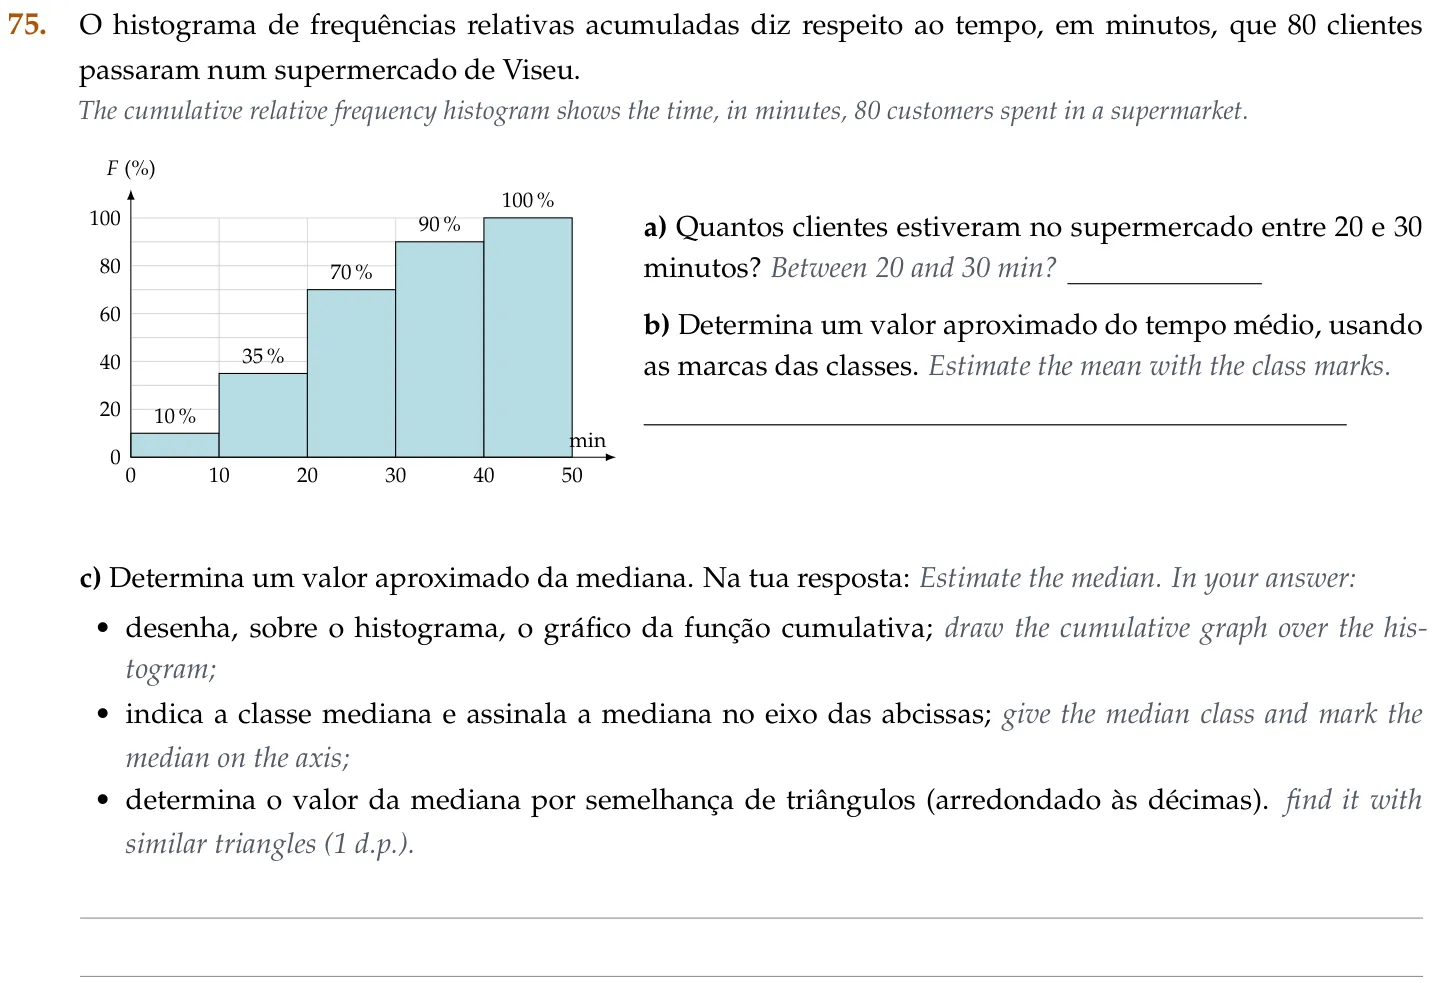 75. O histograma de frequências relativas acumuladas diz respeito ao tempo, em minutos, que 80 clientes
passaram num supermercado de Viseu.
The cumulative relative frequency histogram shows the time, in minutes, 80 customers spent in a supermarket.
F (%)
100 %
100
90 %
80
70 %
60
40
35 %
20
10 %
0
min
0 10 20 30 40 50
a) Quantos clientes estiveram no supermercado entre 20 e 30
minutos? Between 20 and 30 min?
b) Determina um valor aproximado do tempo médio, usando
as marcas das classes. Estimate the mean with the class marks.
c) Determina um valor aproximado da mediana. Na tua resposta: Estimate the median. In your answer:
• desenha, sobre o histograma, o gráfico da função cumulativa; draw the cumulative graph over the his-
togram;
• indica a classe mediana e assinala a mediana no eixo das abcissas; give the median class and mark the
median on the axis;
• determina o valor da mediana por semelhança de triângulos (arredondado às décimas). find it with
similar triangles (1 d.p.).